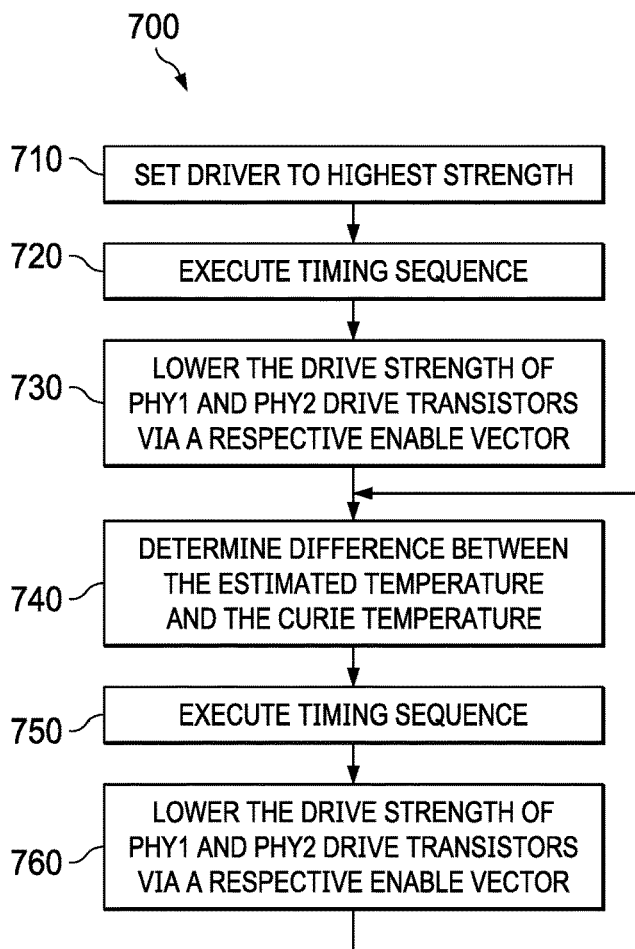 700
710
SET DRIVER TO HIGHEST STRENGTH
720
EXECUTE TIMING SEQUENCE
730
LOWER THE DRIVE STRENGTH OF
PHY1 AND PHY2 DRIVE TRANSISTORS
VIA A RESPECTIVE ENABLE VECTOR
740
DETERMINE DIFFERENCE BETWEEN
THE ESTIMATED TEMPERATURE
AND THE CURIE TEMPERATURE
750
EXECUTE TIMING SEQUENCE
760
LOWER THE DRIVE STRENGTH OF
PHY1 AND PHY2 DRIVE TRANSISTORS
VIA A RESPECTIVE ENABLE VECTOR